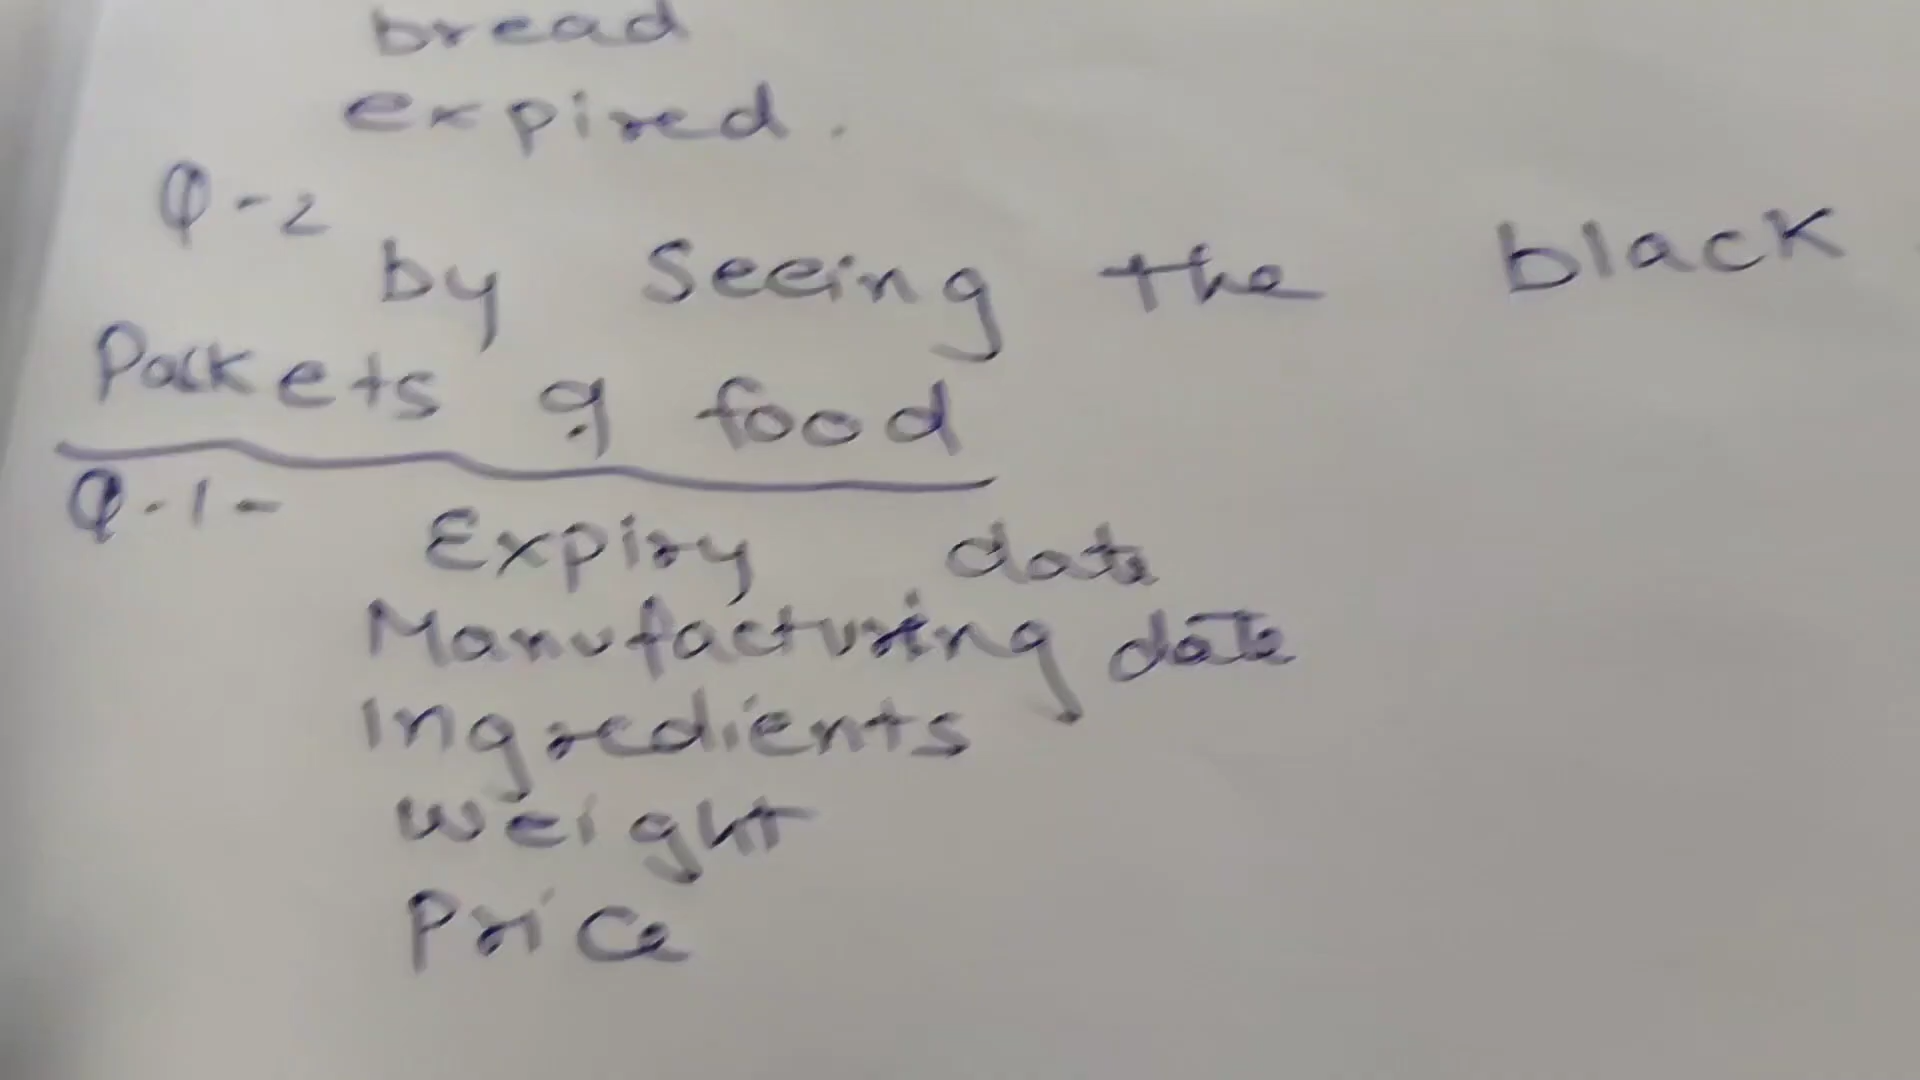 bread
expired.
Q-2
by Seeing the black
Packets of food
Q.1-
Expiry date
Manufacturing date
Ingredients
Weight
Price